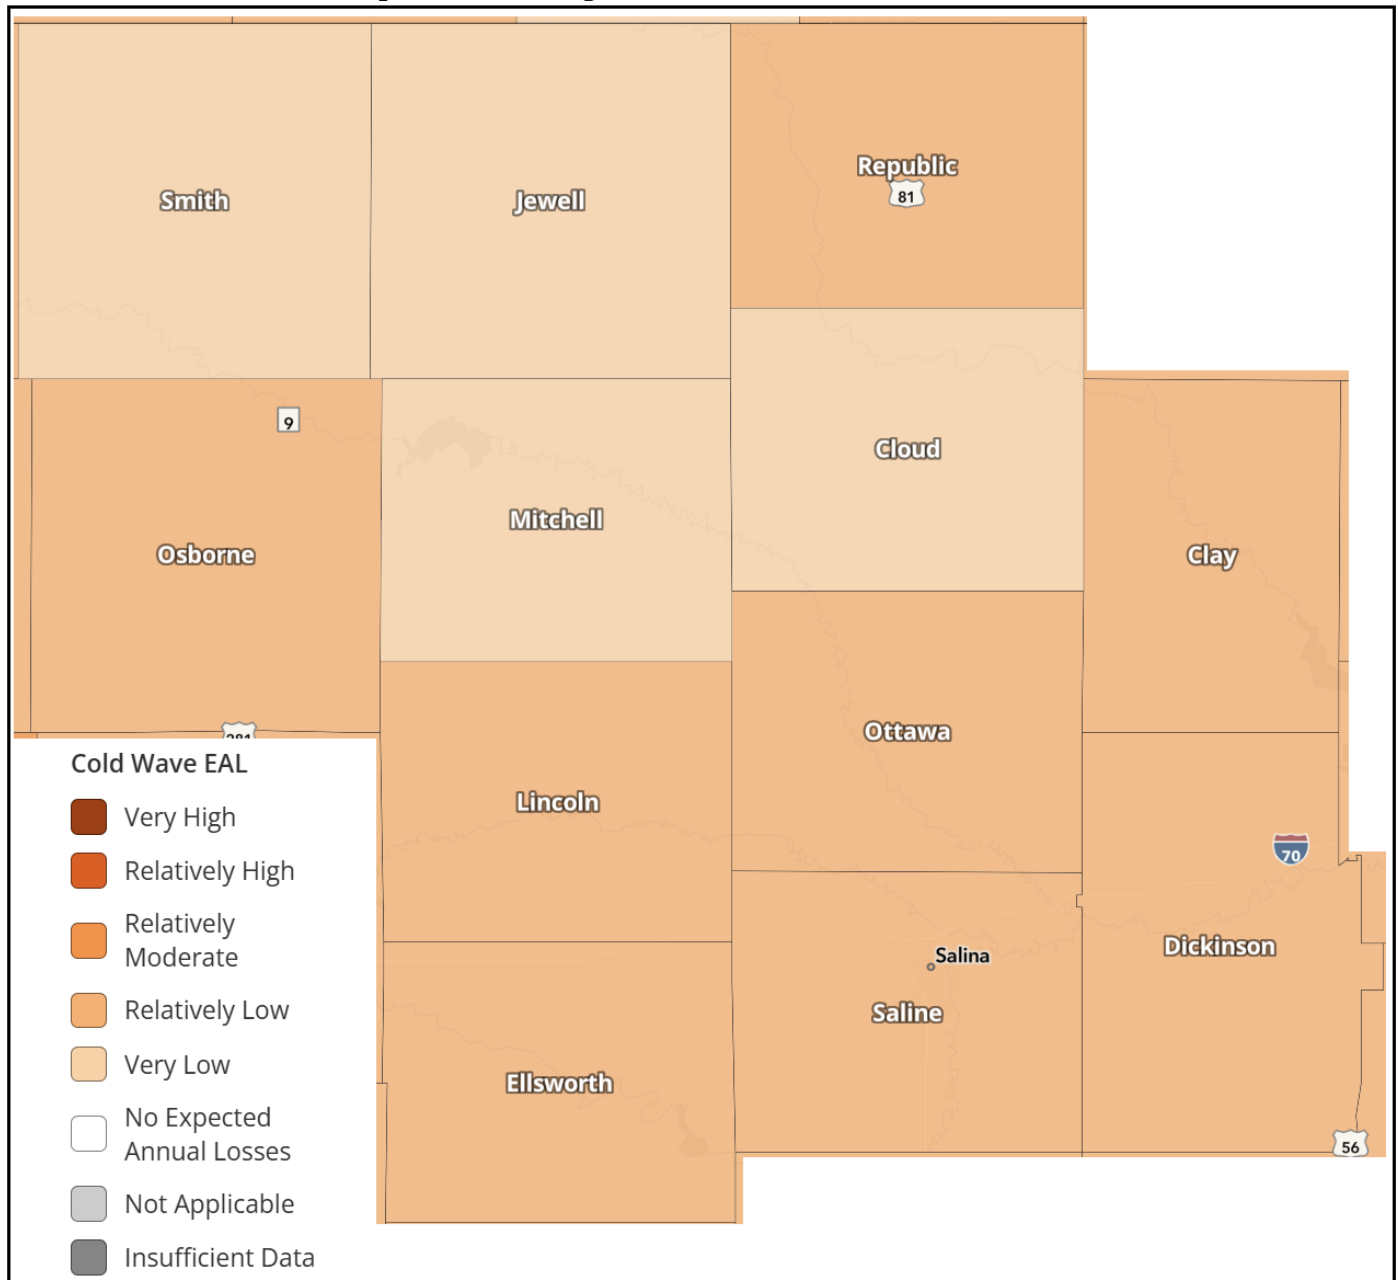 Republic
81
Smith
Jewell
9
Cloud
Mitchell
Osborne
Clay
Ottawa
281
Lincoln
70
Dickinson
Salina
Saline
Ellsworth
56
Cold Wave EAL
Very High
Relatively High
Relatively
Moderate
Relatively Low
Very Low
No Expected
Annual Losses
Not Applicable
Insufficient Data